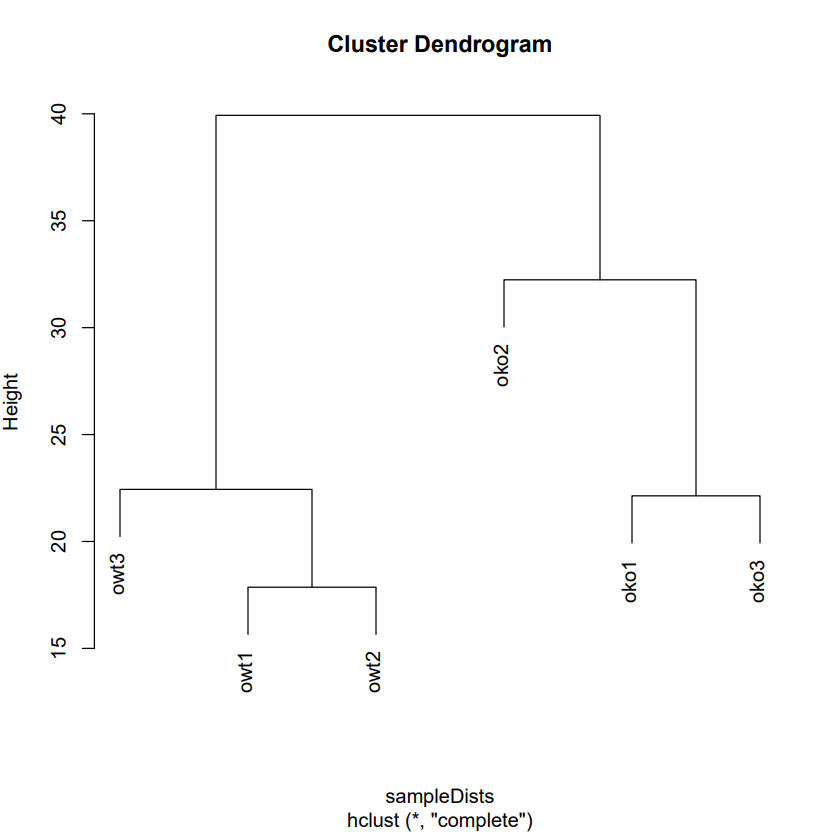 Cluster Dendrogram
40
35
30
25
20
15
Height
oko2
owt3
oko1
oko3
owt1
owt2
sampleDists
hclust (*, "complete")